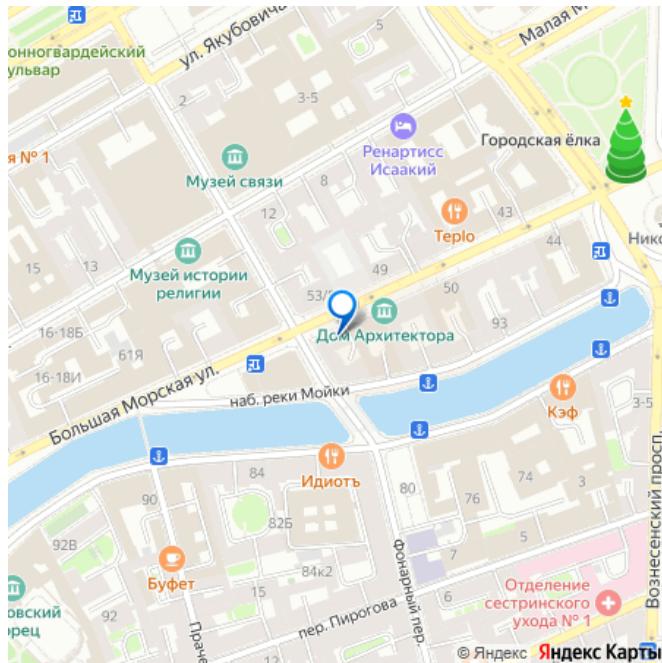 онногвардейский
ульвар
ул. Якубовича
Малая М
5
2
3-5
Городская ёлка
Ренартисс
Исаакий
я № 1
Музей связи
8
12
Teplo
43
44
Нико
Музей истории
религии
15
13
49
50
53/
Дом Архитектора
93
16-18Б
61Я
16-18И
Большая Морская ул.
наб. реки Мойки
Кэф
3-5
Идиотъ
84
80
76
74
3
90
82Б
7
5
92В
Буфет
15
84к2
Фонарный пер.
Вознесенский просп.
Отделение
сестринского
ухода № 1
овский
орец
92
Праче
пер. Пирогова
© Яндекс Яндекс Карты